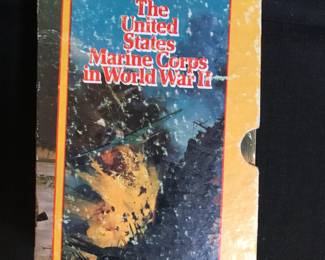 The
United
States
Marine Corps
in World War II